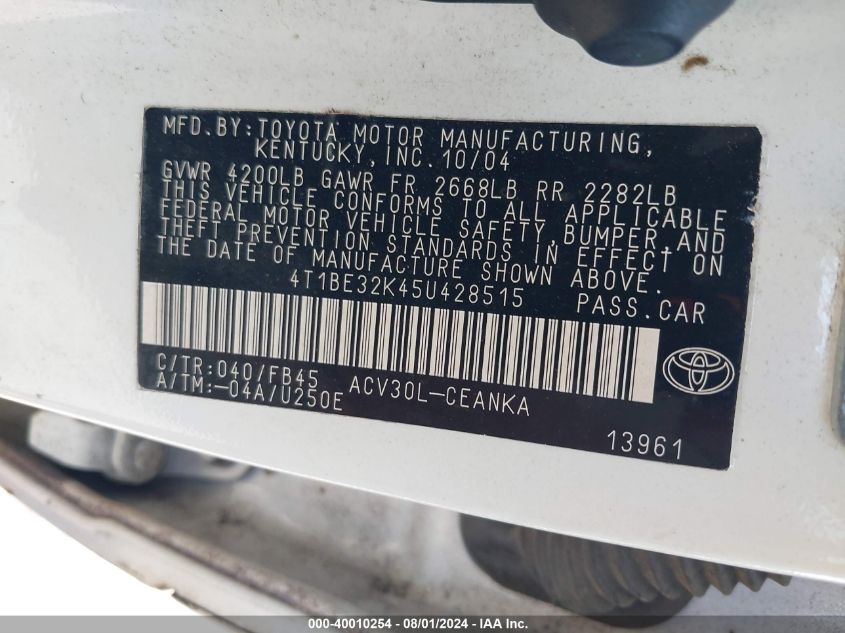 MFD.BY:TOYOTA MOTOR MANUFACTURING,
KENTUCKY, INC. 10/04
GVWR 4200LB GAWR FR 2668LB RR 2282LB
THIS VEHICLE CONFORMS TO ALL APPLICABLE
FEDERAL MOTOR VEHICLE SAFETY, BUMPER, AND
THEFT PREVENTION STANDARDS IN EFFECT ON
THE DATE OF MANUFACTURE SHOWN ABOVE.
4T1BE32K45U428515 PASS.CAR
C/TR:040/FB45 ACV30L-CEANKA
A/TM:-04A/U250E
13961
000-40010254 - 08/01/2024 - IAA Inc.